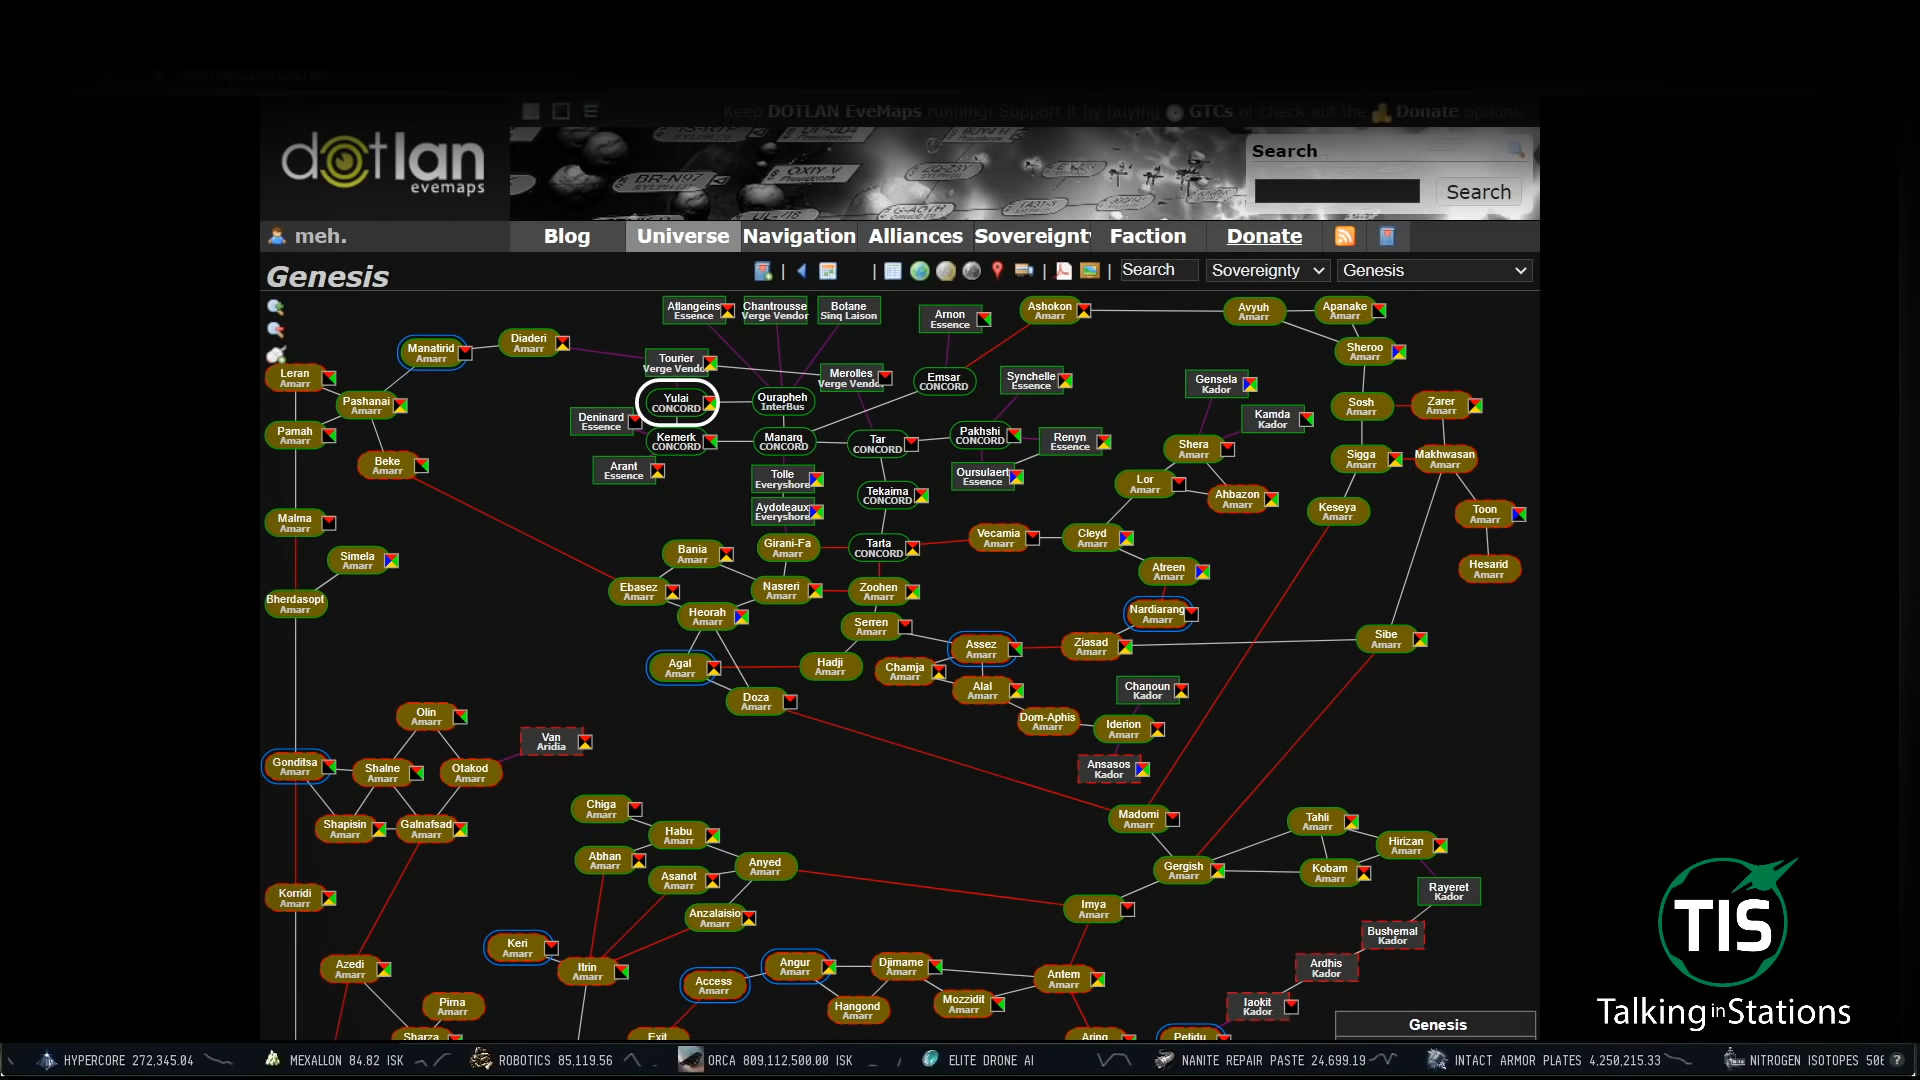 Keep DOTLAN EveMaps running! Support it by buying GTCs or check out the Donate options.
dotlan
evemaps
Search
Search
meh.
Blog
Universe
Navigation
Alliances
Sovereignty
Faction
Donate
Genesis
Search
Sovereignty
Genesis
Atlangeins
Essence
Chantrousse
Verge Vendor
Botane
Sinq Laison
Arnon
Essence
Ashokon
Amarr
Avyuh
Amarr
Apanake
Amarr
Manatirid
Amarr
Diaderi
Amarr
Sheroo
Amarr
Tourier
Verge Vendo
Merolles
Verge Vendo
Emsar
CONCORD
Synchelle
Essence
Gensela
Kador
Leran
Amarr
Pashanai
Amarr
Yulai
CONCORD
Ourapheh
InterBus
Sosh
Amarr
Zarer
Amarr
Deninard
Essence
Kamda
Kador
Pamah
Amarr
Kemerk
CONCORD
Manarq
CONCORD
Tar
CONCORD
Pakhshi
CONCORD
Renyn
Essence
Shera
Amarr
Sigga
Amarr
Makhwasan
Amarr
Beke
Amarr
Arant
Essence
Tolle
Everyshore
Oursulaert
Essence
Lor
Amarr
Ahbazon
Amarr
Tekaima
CONCORD
Keseya
Amarr
Toon
Amarr
Malma
Amarr
Aydoteaux
Everyshore
Simela
Amarr
Bania
Amarr
Girani-Fa
Amarr
Tarta
CONCORD
Vecamia
Amarr
Cleyd
Amarr
Atreen
Amarr
Hesarid
Amarr
Bherdasopt
Amarr
Ebasez
Amarr
Nasreri
Amarr
Zoohen
Amarr
Heorah
Amarr
Nardiarang
Amarr
Serren
Amarr
Assez
Amarr
Ziasad
Amarr
Sibe
Amarr
Agal
Amarr
Hadji
Amarr
Chamja
Amarr
Alal
Amarr
Chanoun
Kador
Doza
Amarr
Dom-Aphis
Amarr
Iderion
Amarr
Olin
Amarr
Van
Aridia
Ansasos
Kador
Gonditsa
Amarr
Shalne
Amarr
Otakod
Amarr
Chiga
Amarr
Madomi
Amarr
Tahli
Amarr
Shapisin
Amarr
Galnafsad
Amarr
Habu
Amarr
Hirizan
Amarr
Abhan
Amarr
Anyed
Amarr
Gergish
Amarr
Kobam
Amarr
Asanot
Amarr
Rayeret
Kador
Korridi
Amarr
Anzalaisio
Amarr
Imya
Amarr
Bushemal
Kador
Keri
Amarr
Azedi
Amarr
Itrin
Amarr
Angur
Amarr
Djimame
Amarr
Antem
Amarr
Ardhis
Kador
Access
Amarr
Pirna
Amarr
Hangond
Amarr
Mozzidit
Amarr
Iaokit
Kador
Sharza
Exit
Aring
Petidu
Genesis
TIS
Talking in Stations
HYPERCORE 272,345.04
MEXALLON 84.82 ISK
ROBOTICS 85,119.56
ORCA 809,112,500.00 ISK
ELITE DRONE AI
NANITE REPAIR PASTE 24,699.19
INTACT ARMOR PLATES 4,250,215.33
NITROGEN ISOTOPES 506